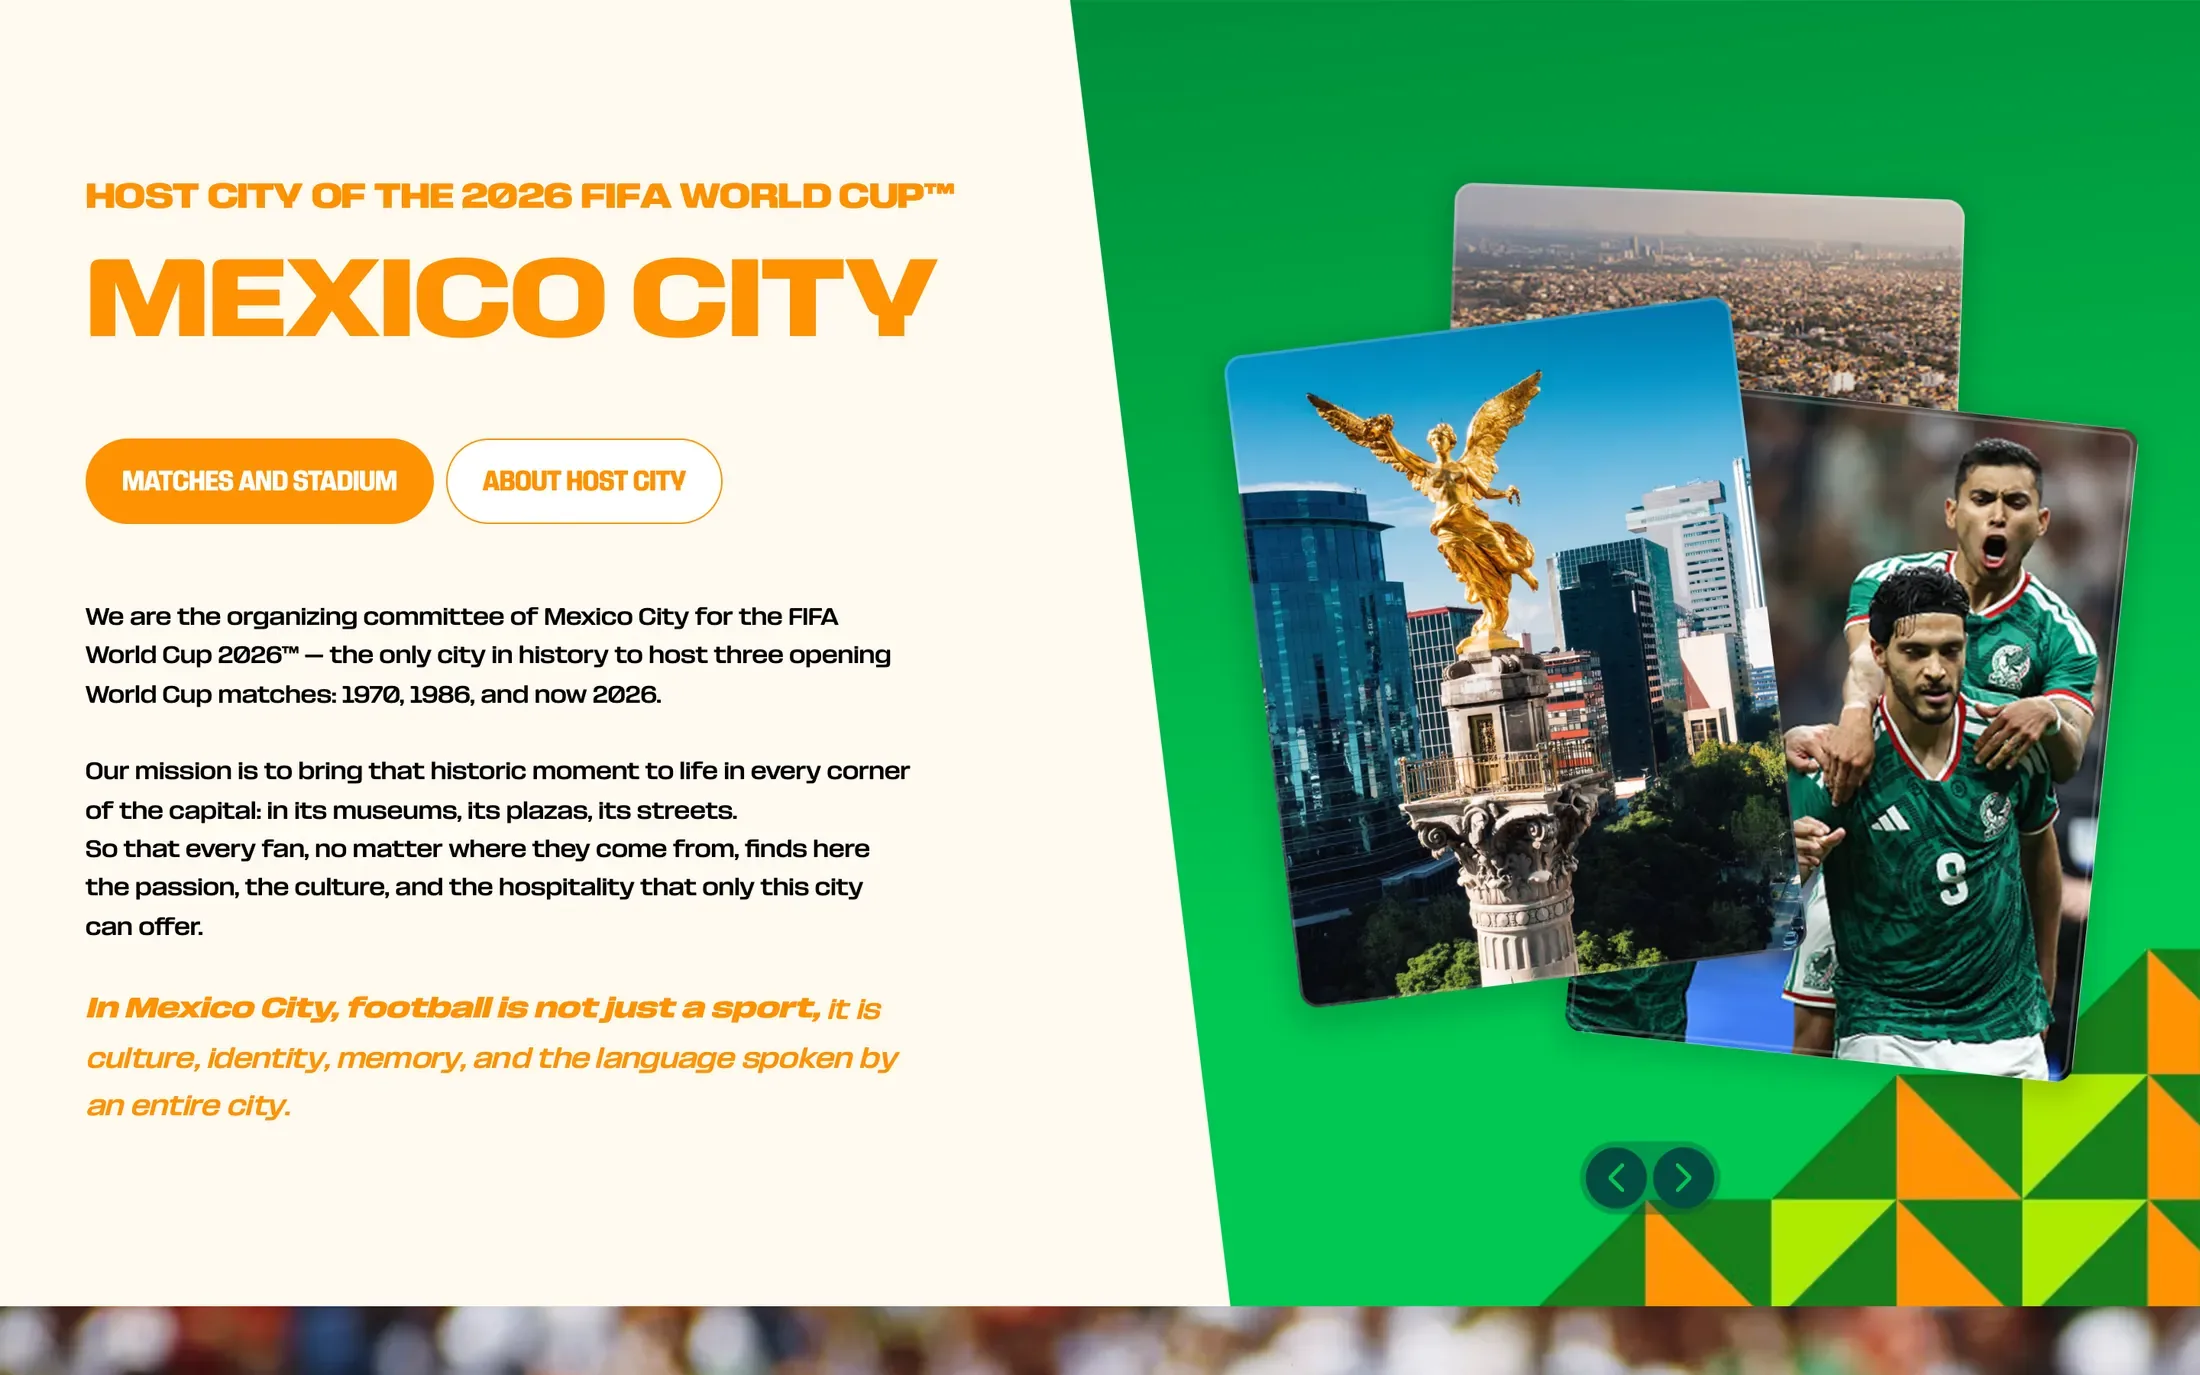 HOST CITY OF THE 2026 FIFA WORLD CUP™
MEXICO CITY
MATCHES AND STADIUM
ABOUT HOST CITY
We are the organizing committee of Mexico City for the FIFA
World Cup 2026™ — the only city in history to host three opening
World Cup matches: 1970, 1986, and now 2026.
Our mission is to bring that historic moment to life in every corner
of the capital: in its museums, its plazas, its streets.
So that every fan, no matter where they come from, finds here
the passion, the culture, and the hospitality that only this city
can offer.
In Mexico City, football is not just a sport, it is
culture, identity, memory, and the language spoken by
an entire city.
9